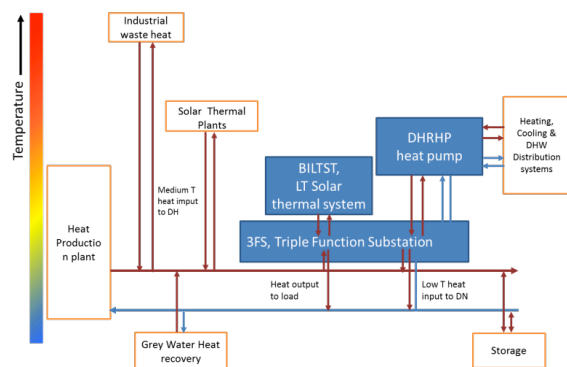 Temperature
Industrial
waste heat
Solar Thermal
Plants
DHRHP
heat pump
Heating,
Cooling &
DHW
Distribution
systems
BILTST,
LT Solar
thermal system
Medium T
heat input
to DH
Heat
Productio
n plant
3FS, Triple Function Substation
Heat output
to load
Low T heat
input to DN
Grey Water Heat
recovery
Storage